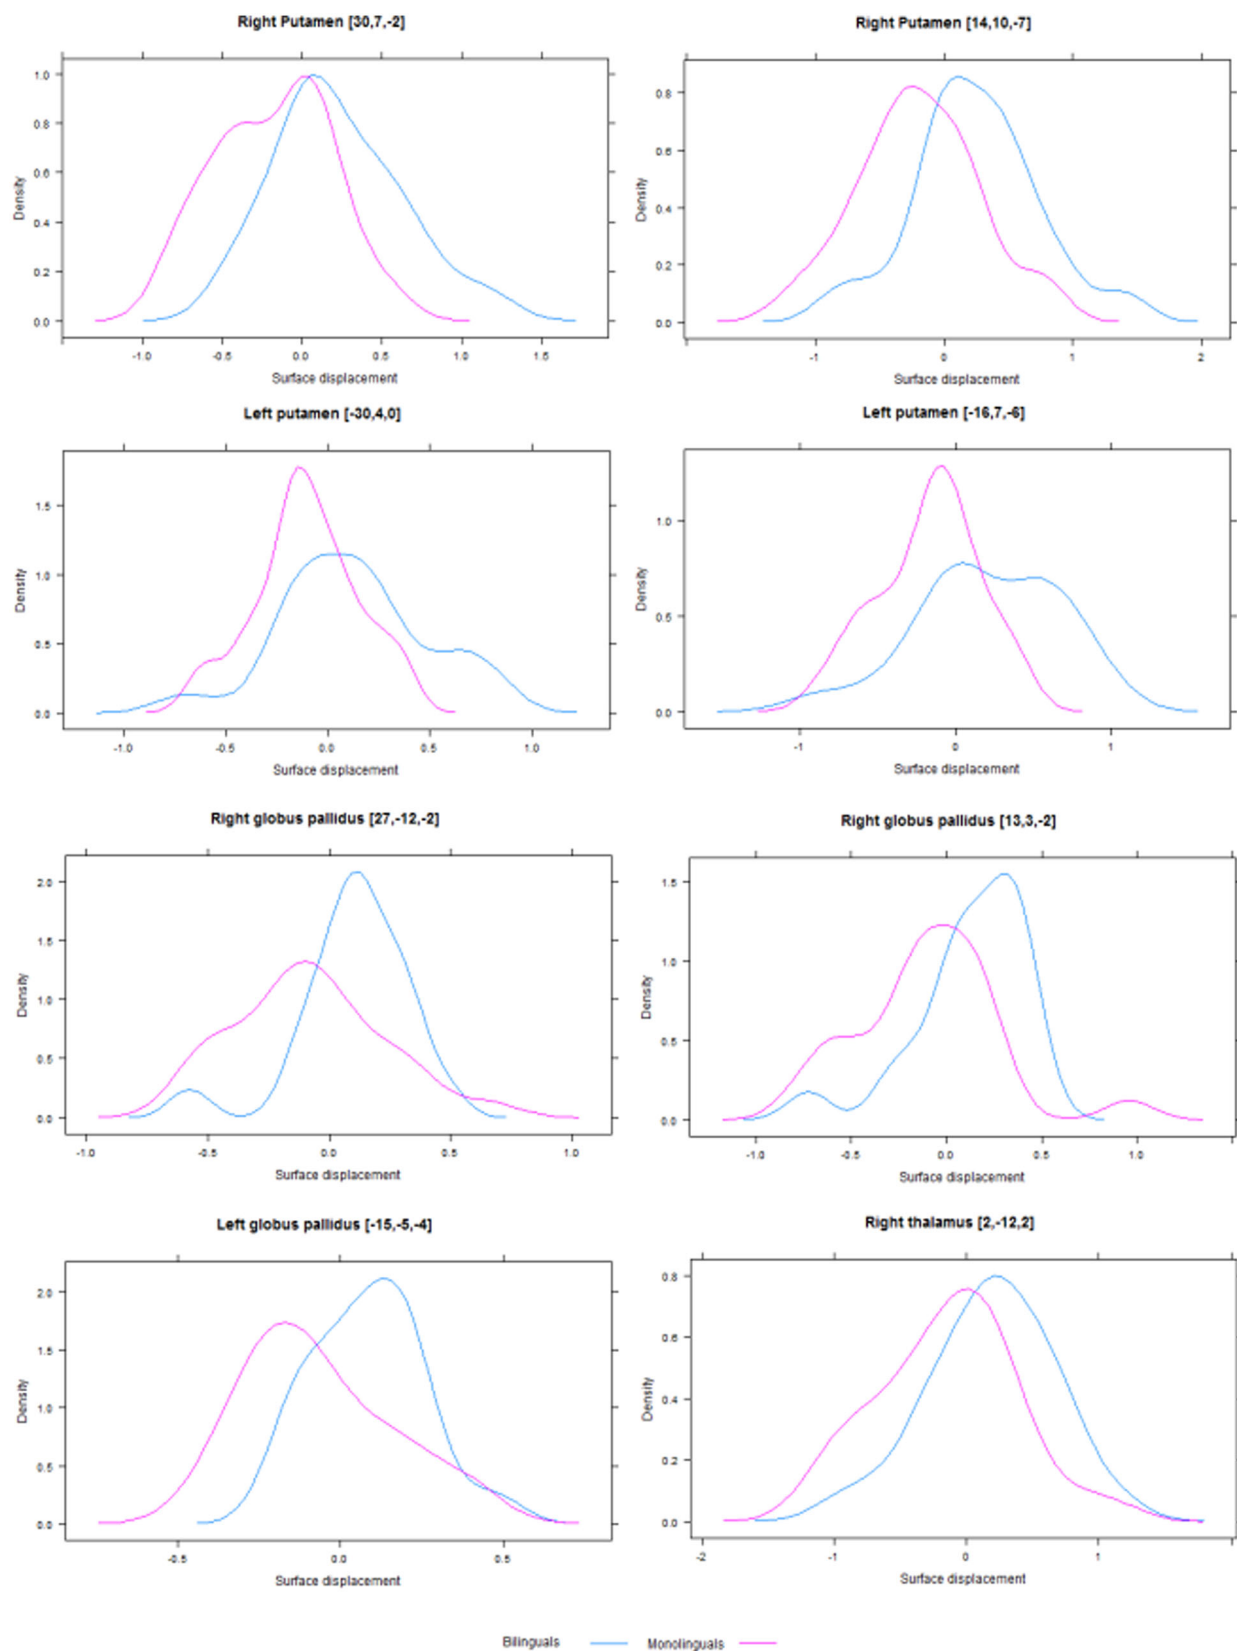 Right Putamen [30,7,-2]
1.0
0.8
0.6
0.4
0.2
0.0
Density
-1.0 -0.5 0.0 0.5 1.0 1.5
Surface displacement
Right Putamen [14,10,-7]
0.8
0.6
0.4
0.2
0.0
Density
-1 0 1 2
Surface displacement
Left putamen [-30,4,0]
1.5
1.0
0.5
0.0
Density
-1.0 -0.5 0.0 0.5 1.0
Surface displacement
Left putamen [-16,7,-6]
1.0
0.5
0.0
Density
-1 0 1
Surface displacement
Right globus pallidus [27,-12,-2]
2.0
1.5
1.0
0.5
0.0
Density
-1.0 -0.5 0.0 0.5 1.0
Surface displacement
Right globus pallidus [13,3,-2]
1.5
1.0
0.5
0.0
Density
-1.0 -0.5 0.0 0.5 1.0
Surface displacement
Left globus pallidus [-15,-5,-4]
2.0
1.5
1.0
0.5
0.0
Density
-0.5 0.0 0.5
Surface displacement
Right thalamus [2,-12,2]
0.8
0.6
0.4
0.2
0.0
Density
-2 -1 0 1
Surface displacement
Bilinguals Monolinguals